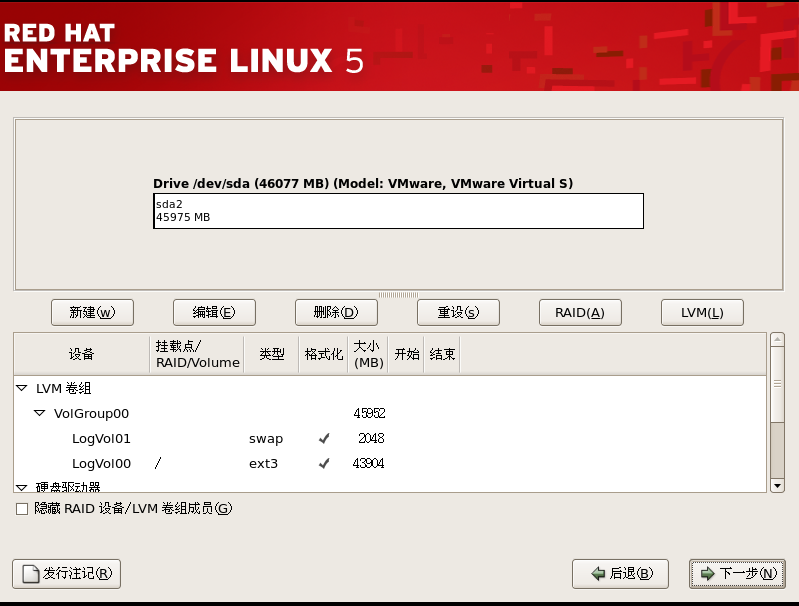 RED HAT
ENTERPRISE LINUX 5
Drive /dev/sda (46077 MB) (Model: VMware, VMware Virtual S)
sda2
45975 MB
新建(w) 编辑(E) 删除(D) 重设(s) RAID(A) LVM(L)
设备 挂载点/ RAID/Volume 类型 格式化 大小 (MB) 开始 结束
LVM 卷组
VolGroup00 45952
LogVol01 swap ✓ 2048
LogVol00 / ext3 ✓ 43904
硬盘驱动器
隐藏 RAID 设备/LVM 卷组成员(G)
发行注记(R) 后退(B) 下一步(N)